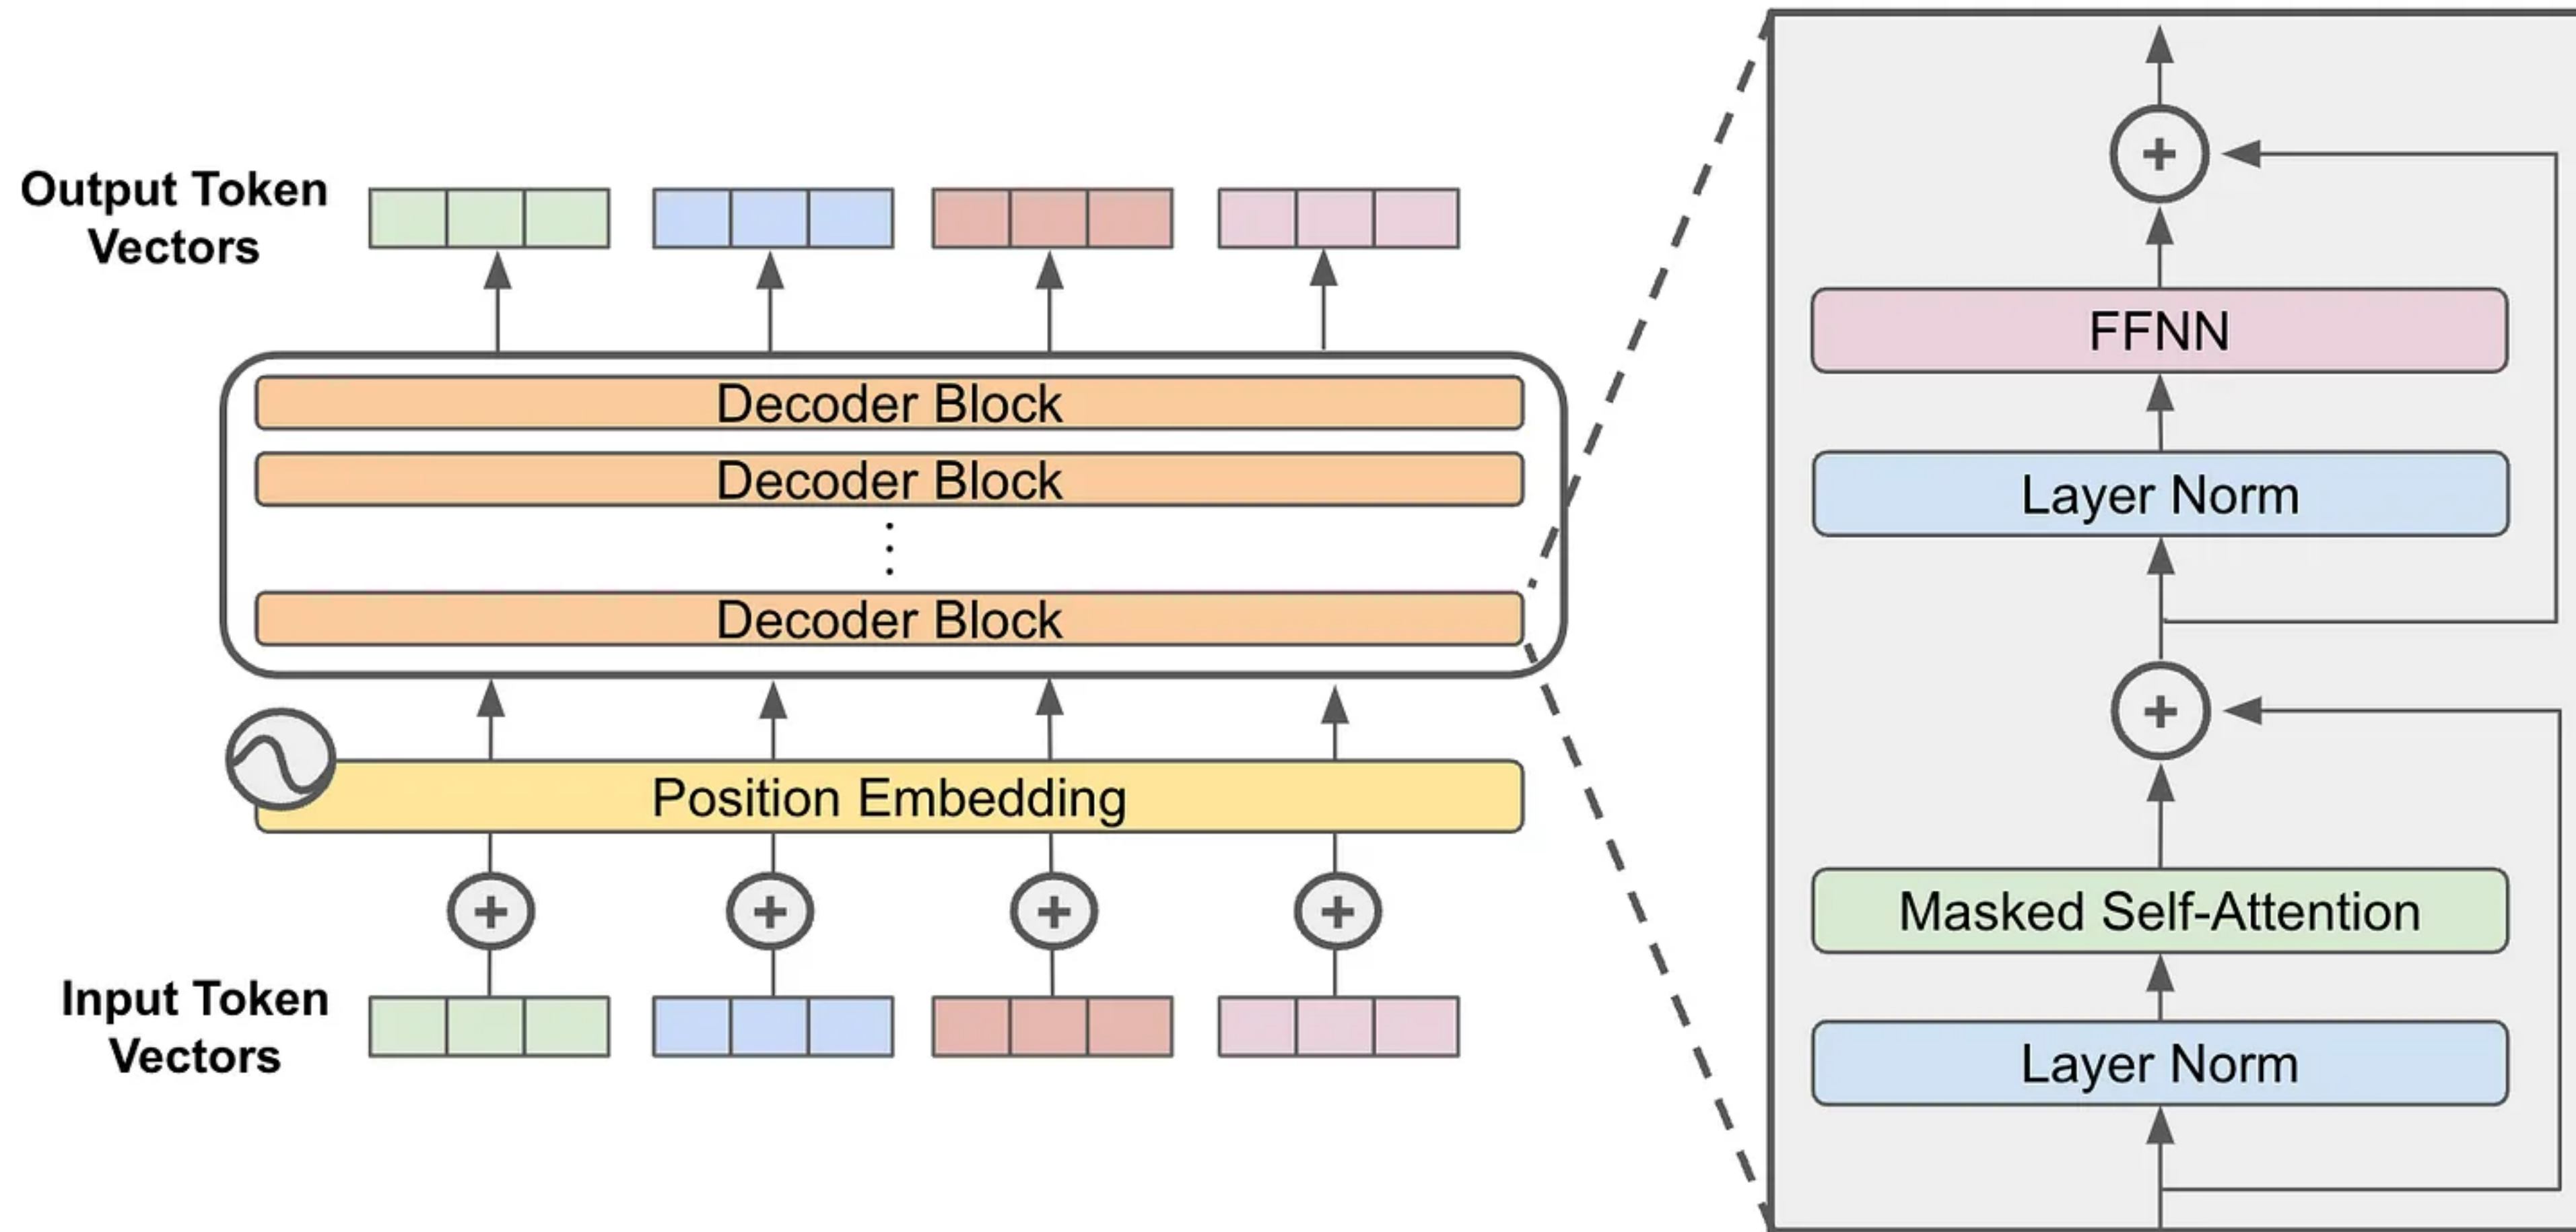 Output Token
Vectors
Decoder Block
Decoder Block
Decoder Block
Position Embedding
Input Token
Vectors
FFNN
Layer Norm
Masked Self-Attention
Layer Norm